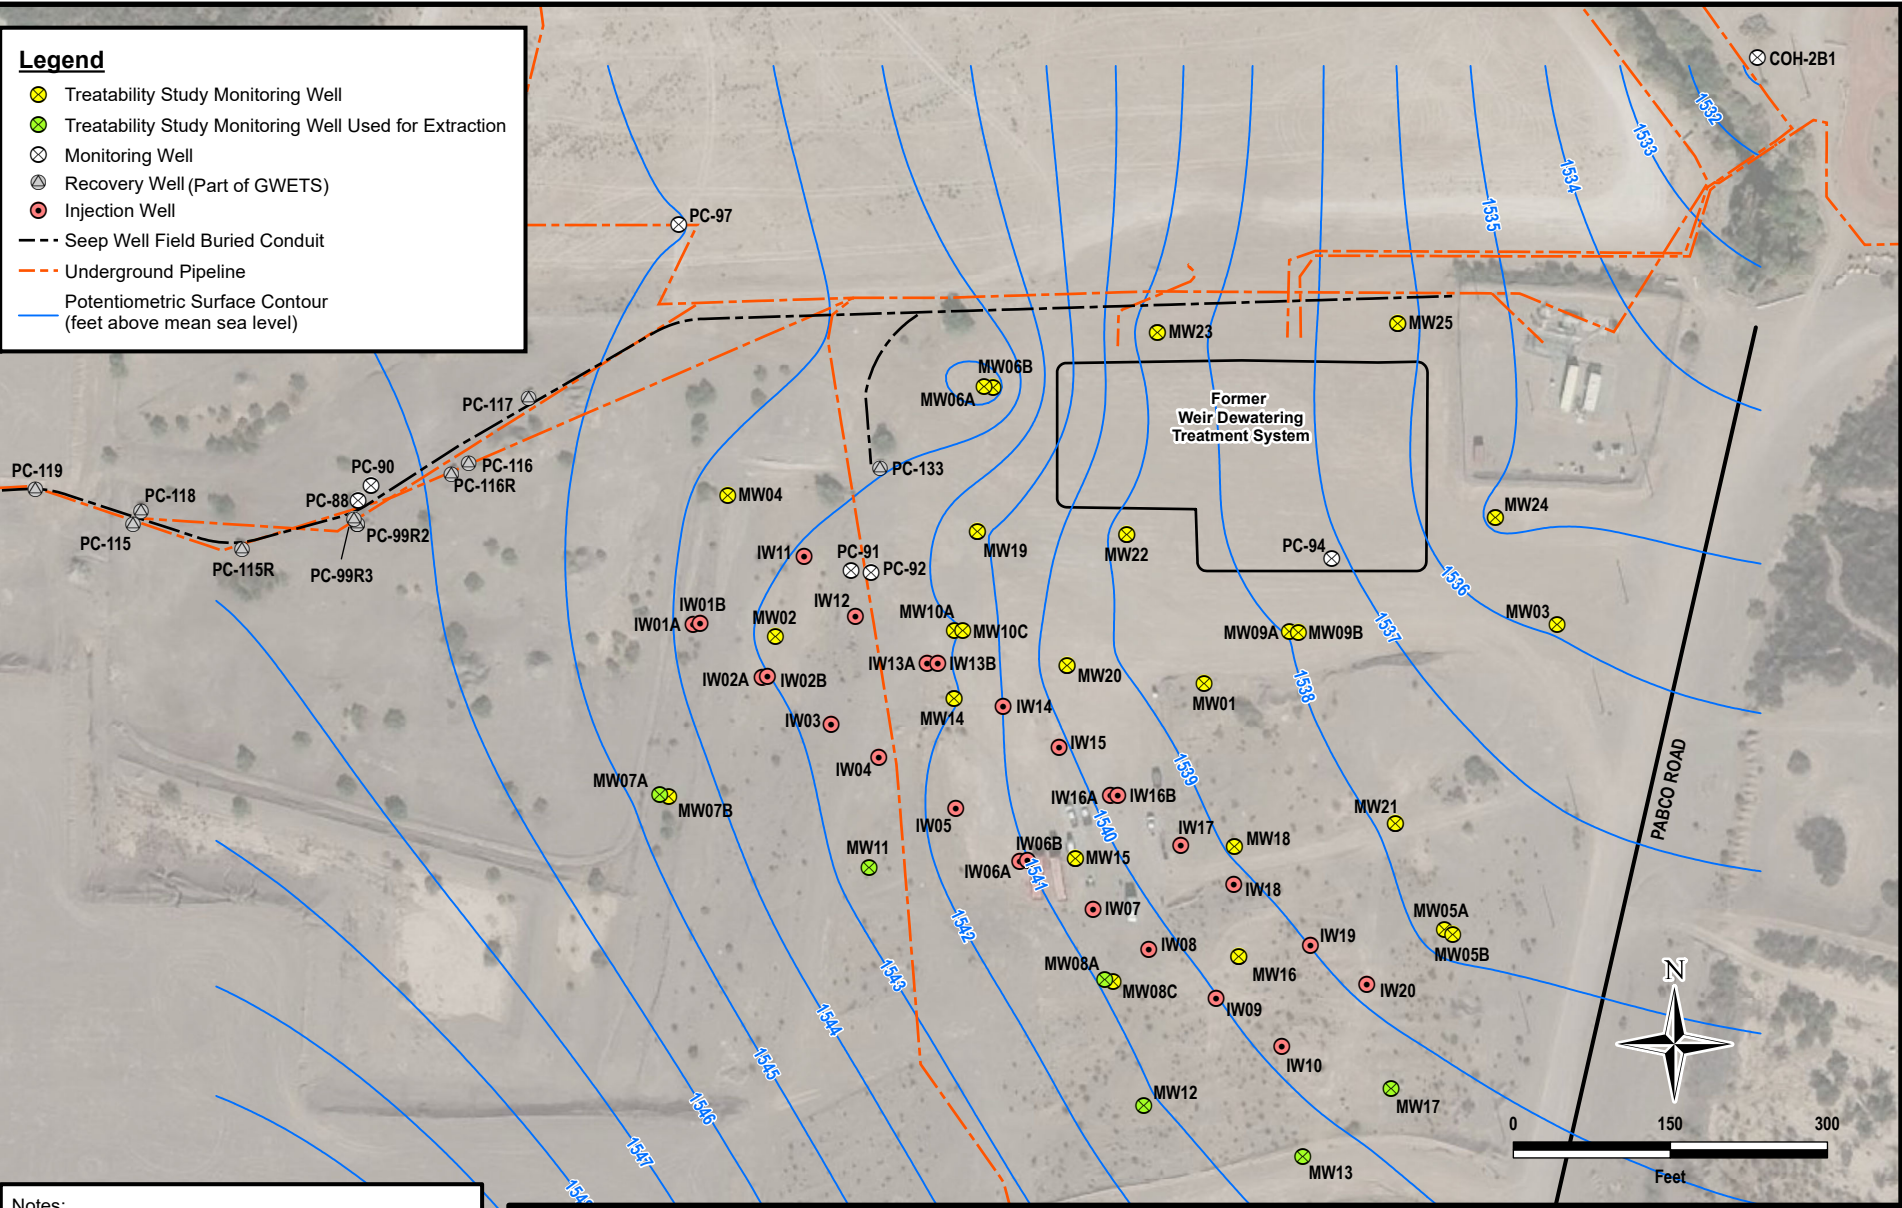 Legend
Treatability Study Monitoring Well
Treatability Study Monitoring Well Used for Extraction
Monitoring Well
Recovery Well (Part of GWETS)
Injection Well
Seep Well Field Buried Conduit
Underground Pipeline
Potentiometric Surface Contour
(feet above mean sea level)
COH-2B1
1532
1533
1534
1535
PC-97
MW23
MW25
MW06B
MW06A
Former
Weir Dewatering
Treatment System
PC-117
PC-119
PC-90
PC-116
PC-116R
PC-133
PC-118
PC-88
MW04
MW24
PC-115
PC-99R2
MW19
MW22
PC-94
PC-115R
PC-99R3
IW11
PC-91
PC-92
1536
IW01B
IW12
MW10A
MW03
IW01A
MW02
MW10C
MW09A
MW09B
1537
IW13A
IW13B
IW02A
IW02B
MW20
1538
MW01
IW03
MW14
IW14
IW15
IW04
1539
PABCO ROAD
MW07A
IW16A
IW16B
MW07B
MW21
IW05
1540
IW17
MW11
IW06B
MW15
MW18
IW06A
1541
IW18
IW07
MW05A
1542
IW08
IW19
MW05B
MW08A
MW16
N
1543
MW08C
IW20
IW09
1544
1545
IW10
1546
MW12
MW17
0
150
300
1547
Feet
MW13
Notes: